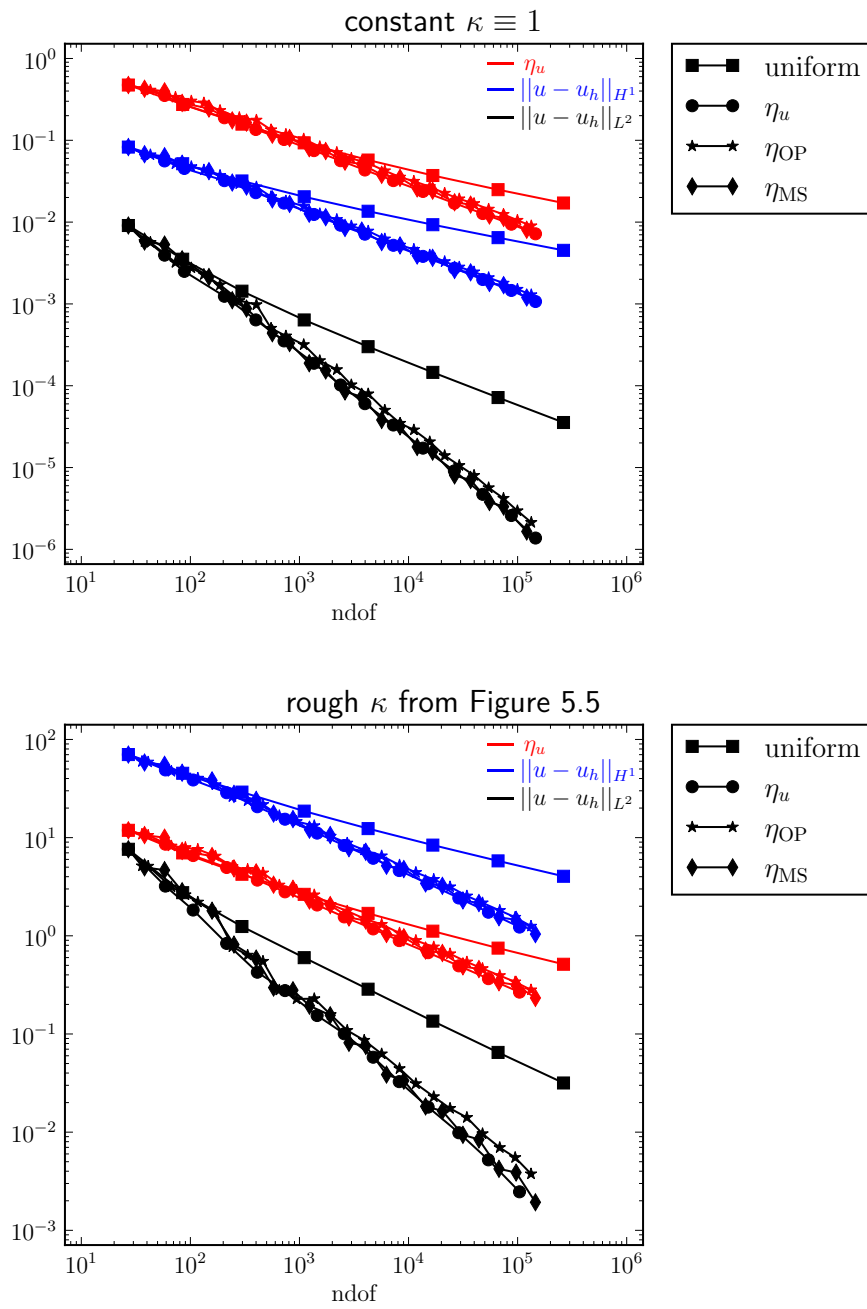 constant κ ≡ 1
10^0
10^{-1}
10^{-2}
10^{-3}
10^{-4}
10^{-5}
10^{-6}
η_u
||u − u_h||_{H^1}
||u − u_h||_{L^2}
10^1 10^2 10^3 10^4 10^5 10^6
ndof
uniform
η_u
η_OP
η_MS
rough κ from Figure 5.5
10^2
10^1
10^0
10^{-1}
10^{-2}
10^{-3}
η_u
||u − u_h||_{H^1}
||u − u_h||_{L^2}
10^1 10^2 10^3 10^4 10^5 10^6
ndof
uniform
η_u
η_OP
η_MS